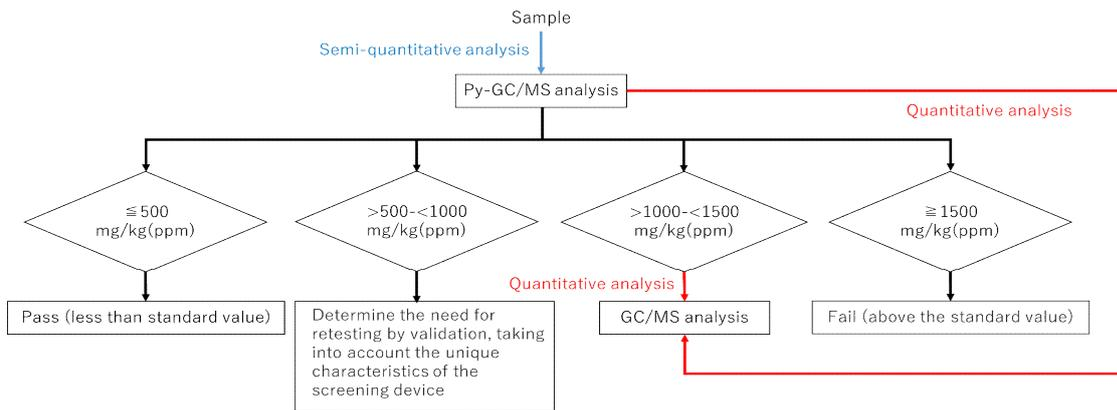 Sample
Semi-quantitative analysis
Py-GC/MS analysis
Quantitative analysis
≦500
mg/kg(ppm)
>500-<1000
mg/kg(ppm)
>1000-<1500
mg/kg(ppm)
≧1500
mg/kg(ppm)
Quantitative analysis
Pass (less than standard value)
Determine the need for
retesting by validation, taking
into account the unique
characteristics of the
screening device
GC/MS analysis
Fail (above the standard value)